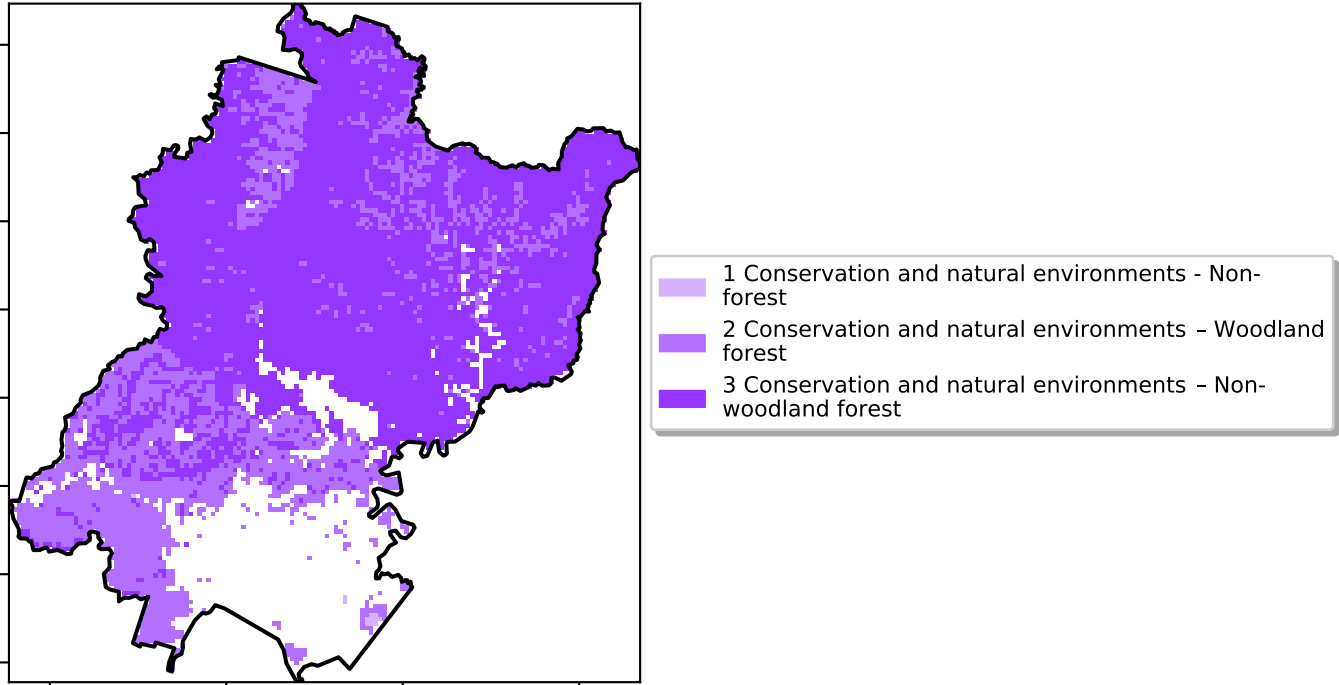 1 Conservation and natural environments - Non-
forest
2 Conservation and natural environments – Woodland
forest
3 Conservation and natural environments – Non-
woodland forest